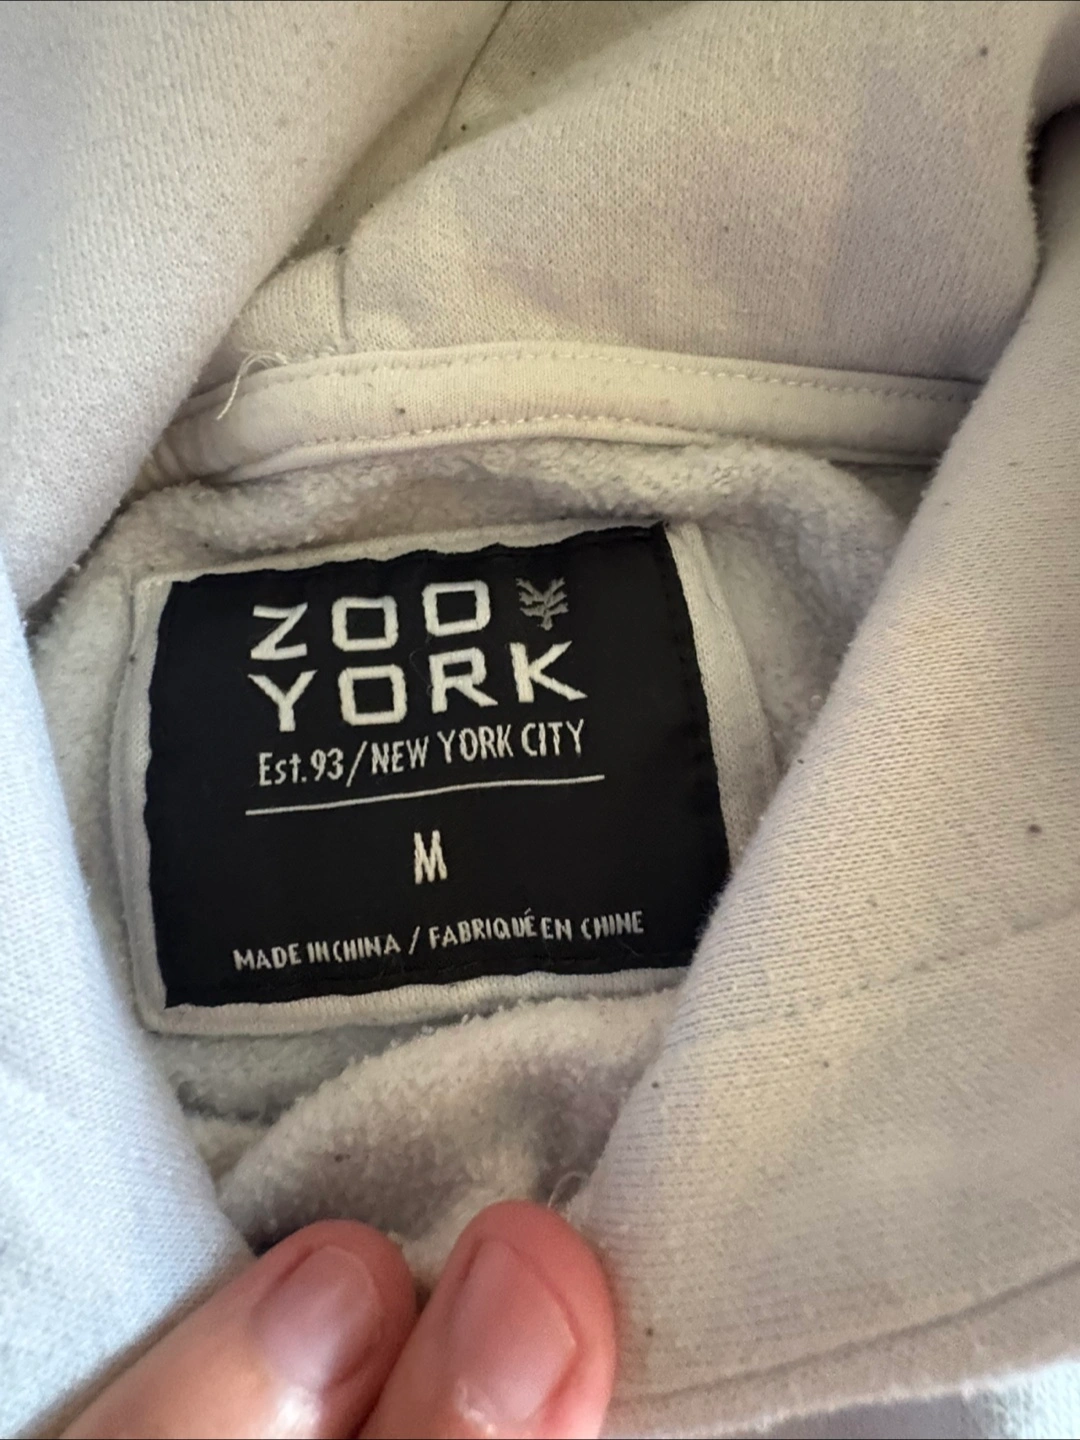 ZOO
YORK
Est.93/NEW YORK CITY
M
MADE IN CHINA / FABRIQUÉ EN CHINE